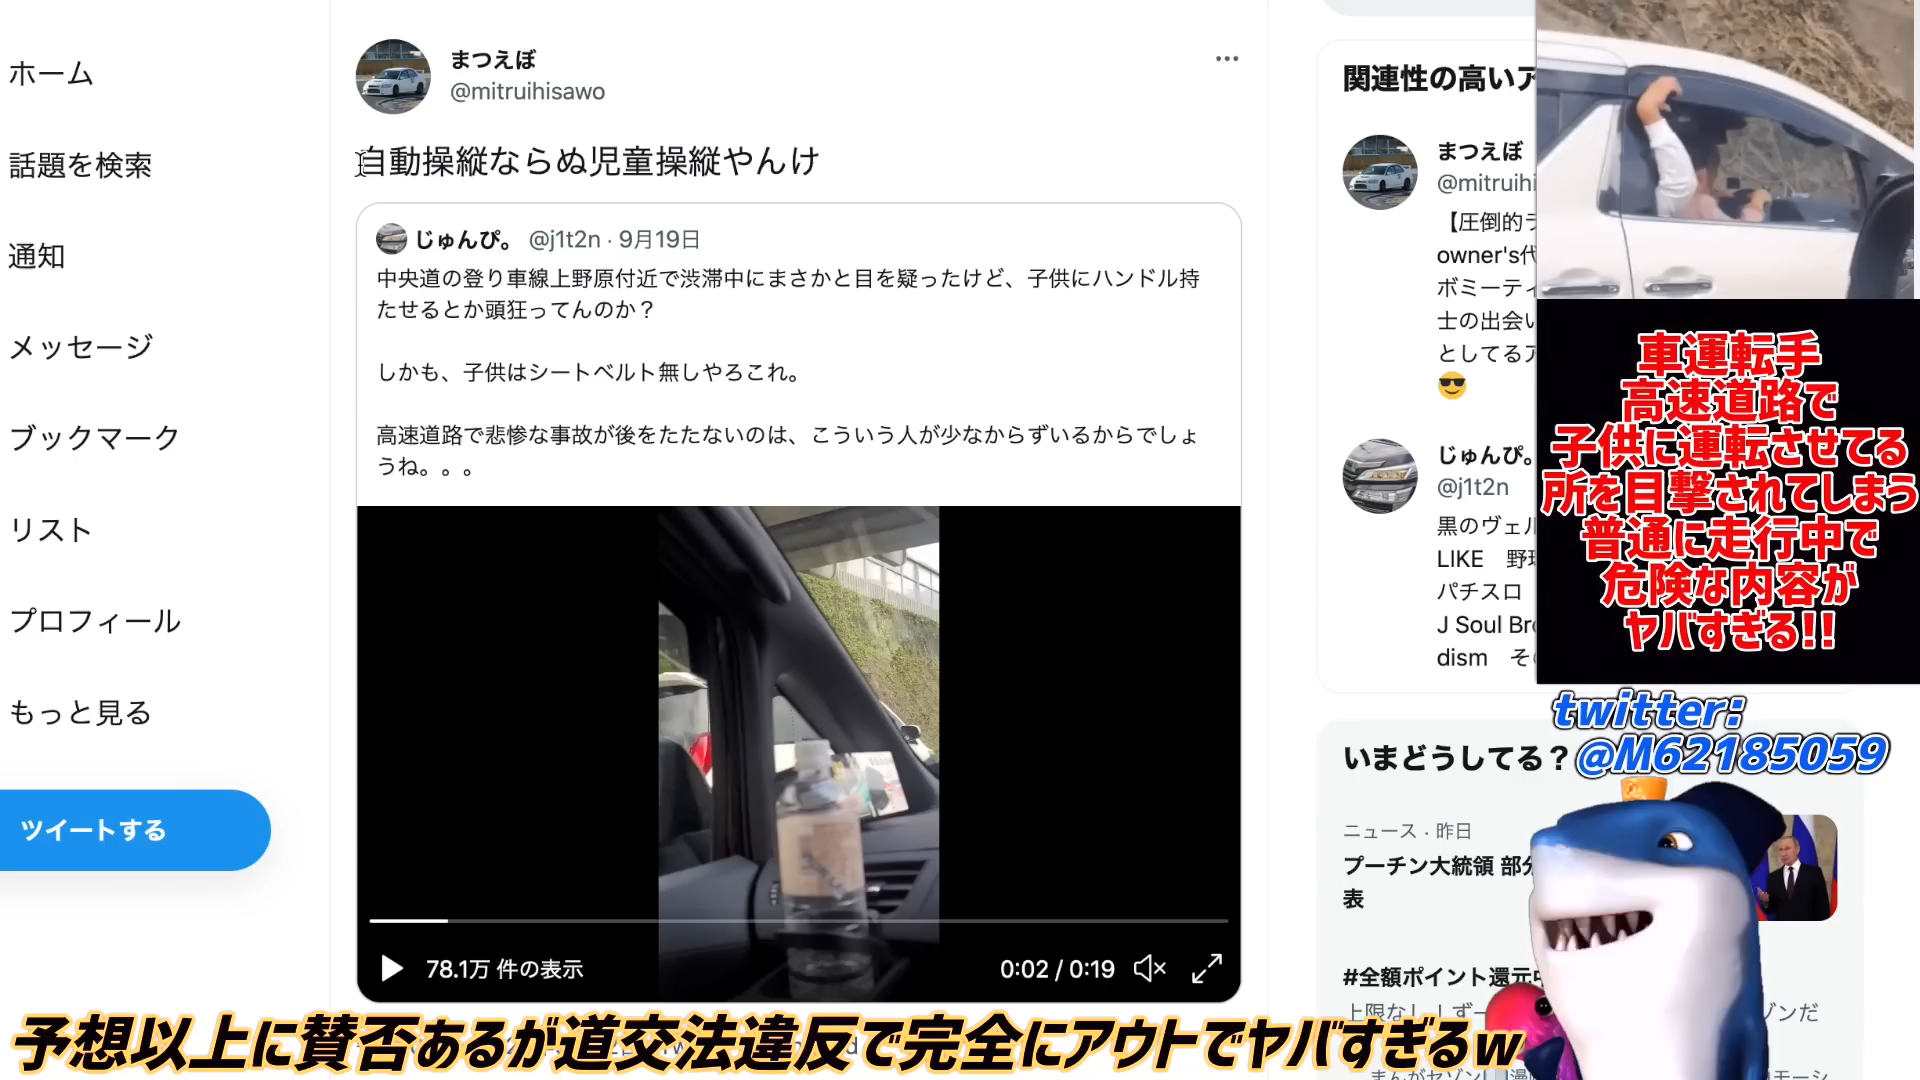 ホーム
話題を検索
通知
メッセージ
ブックマーク
リスト
プロフィール
もっと見る
ツイートする
まつえぼ
@mitruihisawo
自動操縦ならぬ児童操縦やんけ
じゅんぴ。 @j1t2n · 9月19日
中央道の登り車線上野原付近で渋滞中にまさかと目を疑ったけど、子供にハンドル持
たせるとか頭狂ってんのか？
しかも、子供はシートベルト無しやろこれ。
高速道路で悲惨な事故が後をたたないのは、こういう人が少なからずいるからでしょ
うね。。。
78.1万 件の表示
0:02 / 0:19
関連性の高いア
まつえぼ
@mitruihi
【圧倒的ラ
owner's代
ボミーティ
士の出会い
としてるア
😎
じゅんぴ。
@j1t2n
黒のヴェル
LIKE 野球
パチスロ
J Soul Bro
dism その
車運転手
高速道路で
子供に運転させてる
所を目撃されてしまう
普通に走行中で
危険な内容が
ヤバすぎる!!
twitter:
@M62185059
いまどうしてる？
ニュース · 昨日
プーチン大統領 部分
表
#全額ポイント還元中
予想以上に賛否あるが道交法違反で完全にアウトでヤバすぎるw